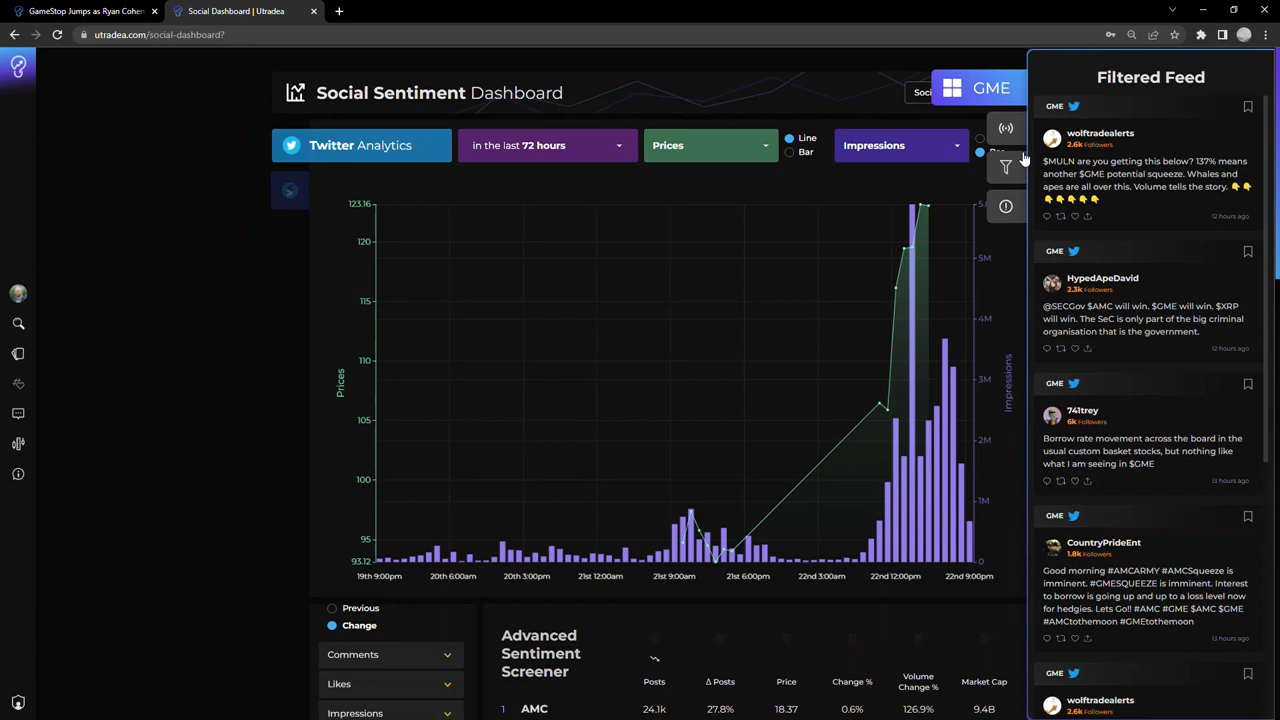 GameStop Jumps as Ryan Cohen
Social Dashboard | Utradea
utradea.com/social-dashboard?
Social Sentiment Dashboard
Soci
GME
Twitter Analytics
in the last 72 hours
Prices
Line
Bar
Impressions
123.16
120
115
110
105
100
95
93.12
Prices
5M
4M
3M
2M
1M
0
Impressions
19th 9:00pm
20th 6:00am
20th 3:00pm
21st 12:00am
21st 9:00am
21st 6:00pm
22nd 3:00am
22nd 12:00pm
22nd 9:00pm
Previous
Change
Comments
Likes
Impressions
Advanced
Sentiment
Screener
Posts
Δ Posts
Price
Change %
Volume
Change %
Market Cap
AMC
24.1k
27.8%
18.37
0.6%
126.9%
9.4B
Filtered Feed
GME
wolftradealerts
2.6k Followers
$MULN are you getting this below? 137% means
another $GME potential squeeze. Whales and
apes are all over this. Volume tells the story. 👇👇
👇👇👇👇👇
12 hours ago
GME
HypedApeDavid
2.3k Followers
@SECGov $AMC will win. $GME will win. $XRP
will win. The SeC is only part of the big criminal
organisation that is the government.
12 hours ago
GME
741trey
6k Followers
Borrow rate movement across the board in the
usual custom basket stocks, but nothing like
what I am seeing in $GME
13 hours ago
GME
CountryPrideEnt
1.8k Followers
Good morning #AMCARMY #AMCSqueeze is
imminent. #GMESQUEEZE is imminent. Interest
to borrow is going up and up to a loss level now
for hedgies. Lets Go!! #AMC #GME $AMC $GME
#AMCtothemoon #GMEtothemoon
13 hours ago
GME
wolftradealerts
2.6k Followers